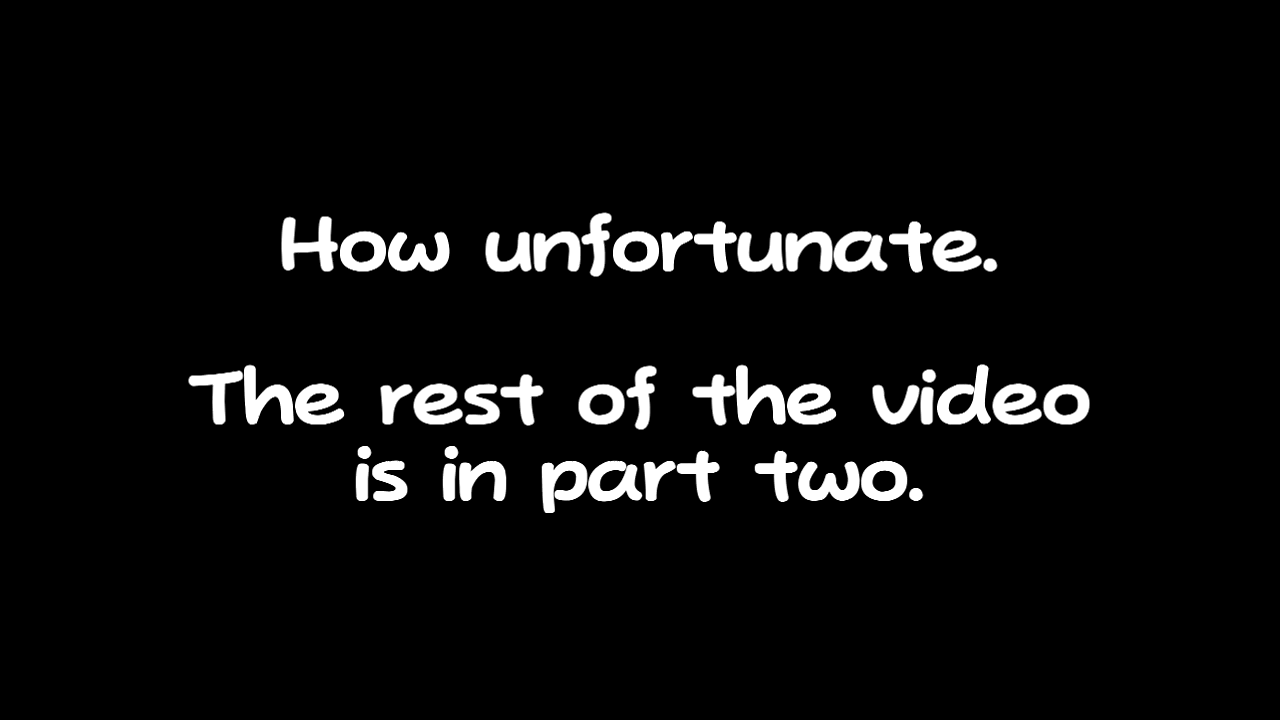 How unfortunate.
The rest of the video
is in part two.